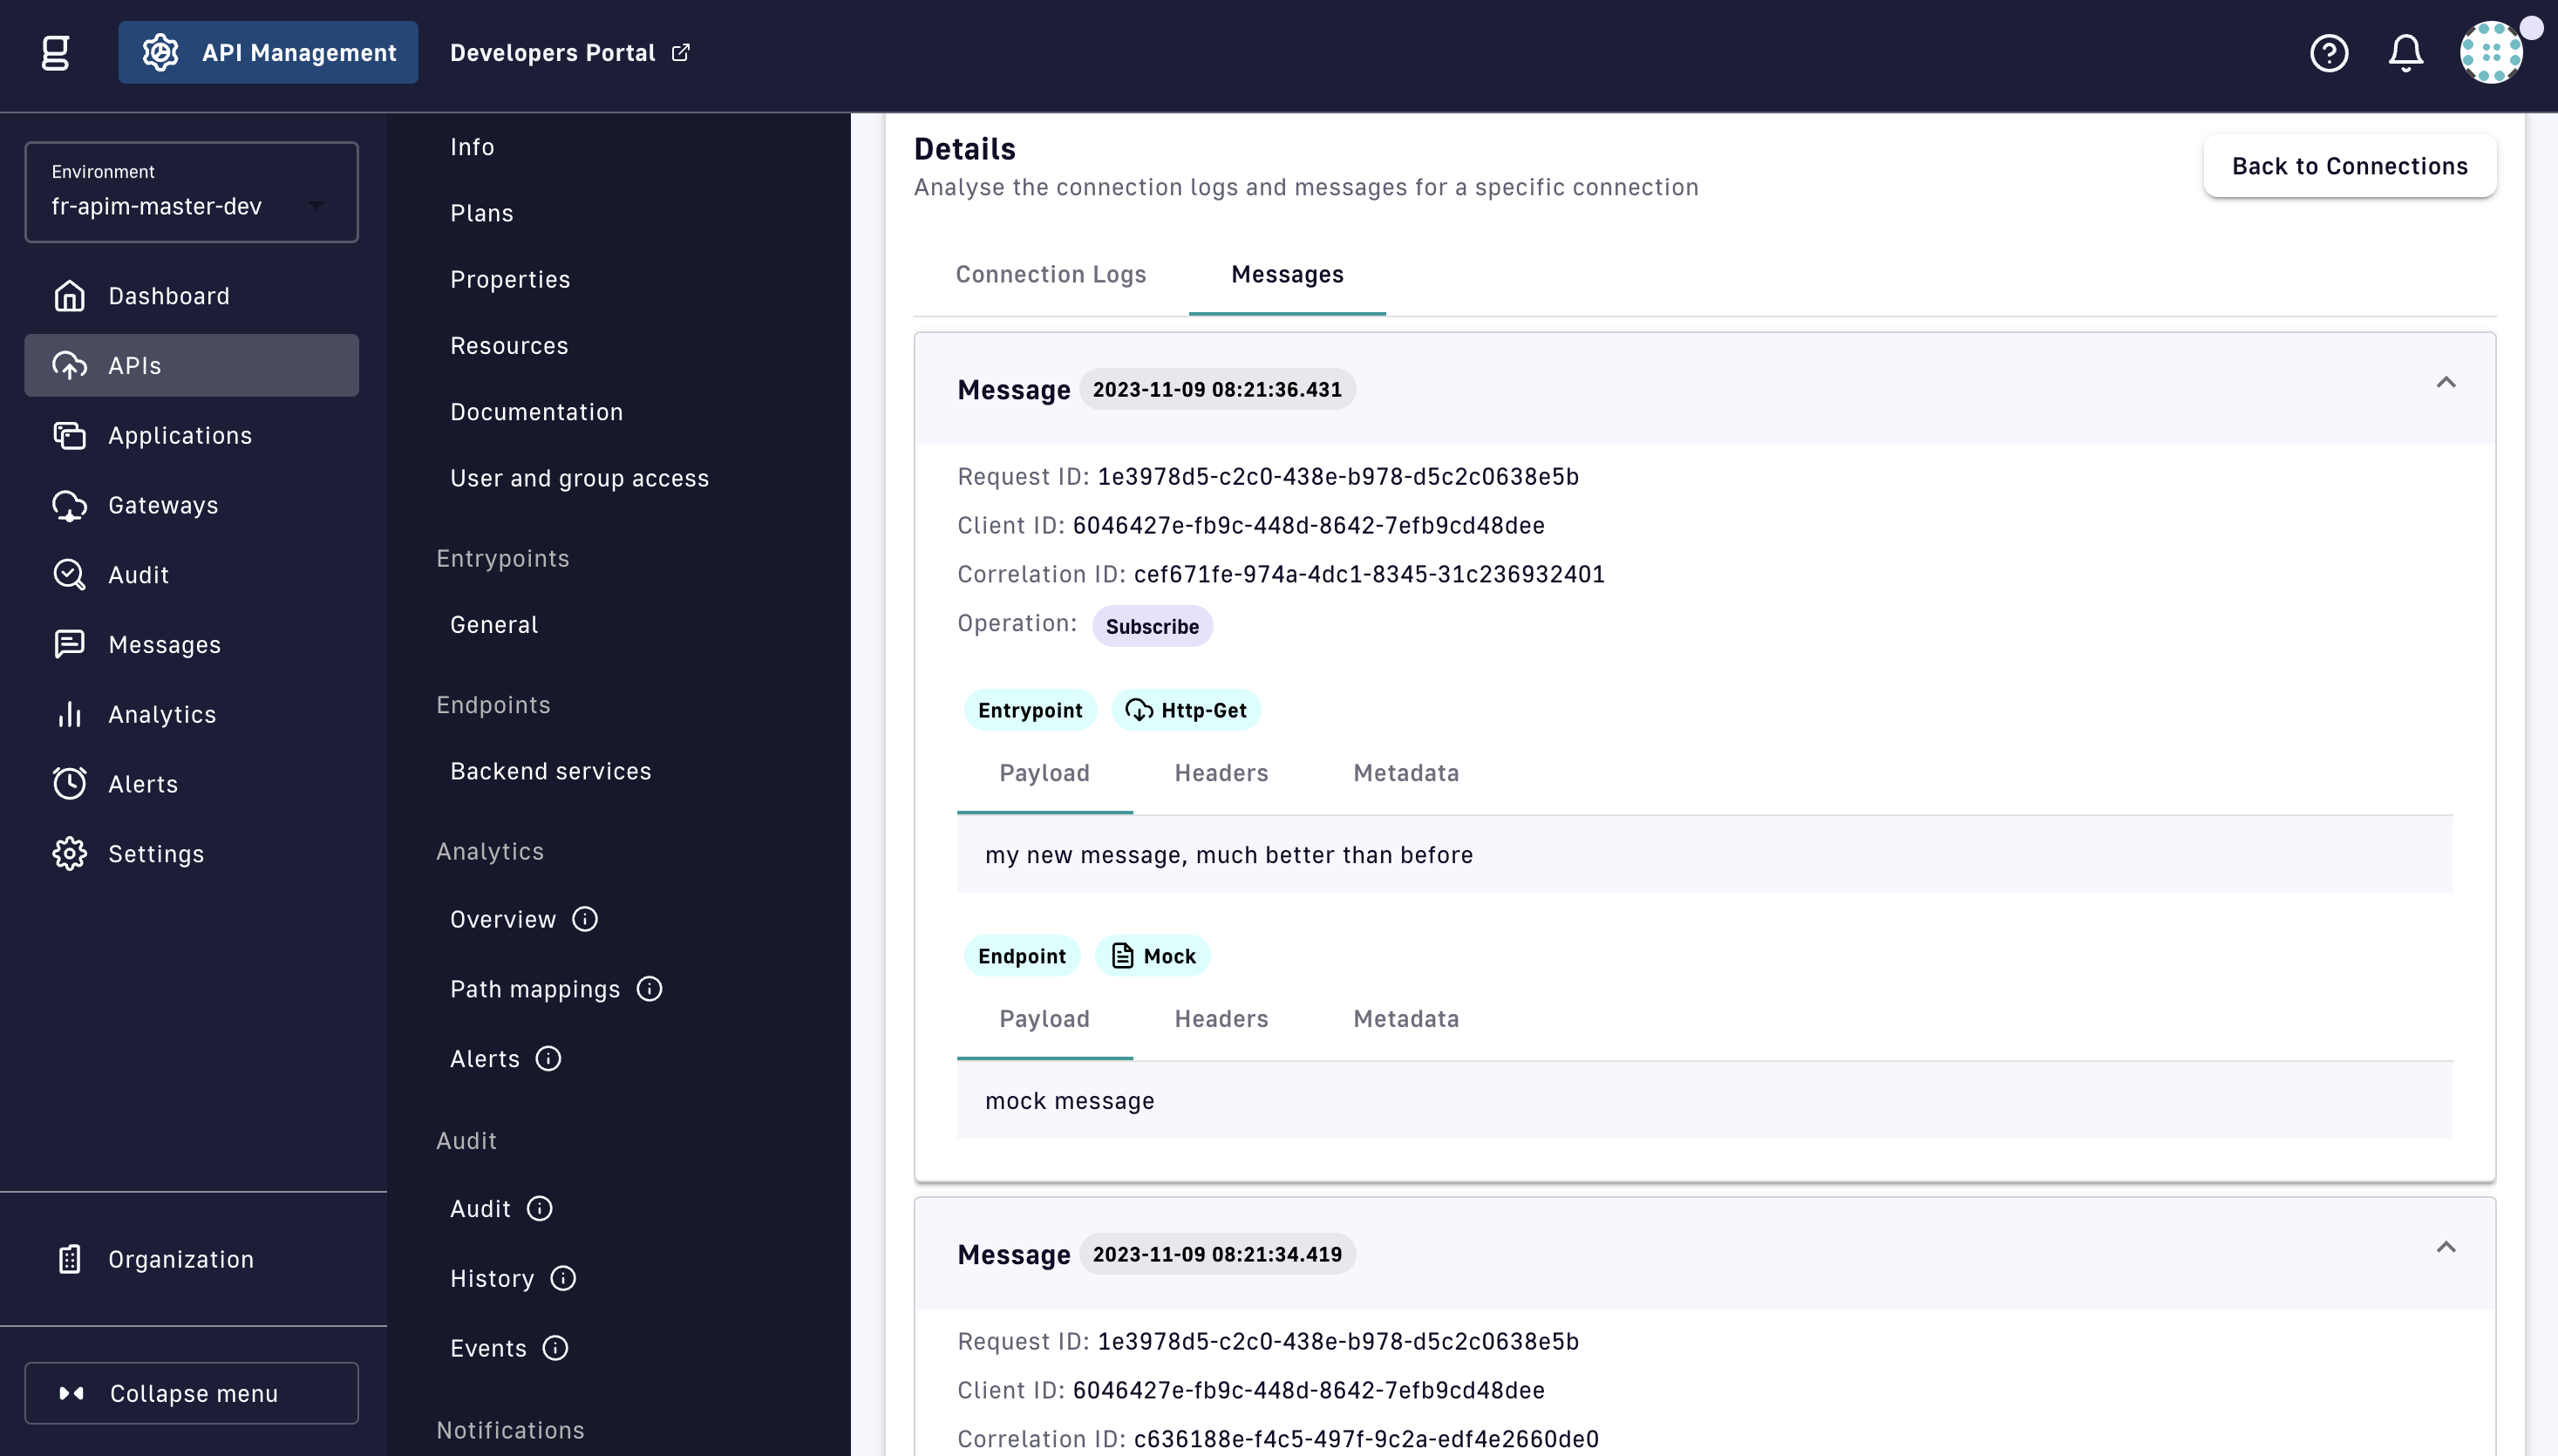 API Management
Developers Portal
Environment
fr-apim-master-dev
Dashboard
APIs
Applications
Gateways
Audit
Messages
Analytics
Alerts
Settings
Organization
Collapse menu
Info
Plans
Properties
Resources
Documentation
User and group access
Entrypoints
General
Endpoints
Backend services
Analytics
Overview
Path mappings
Alerts
Audit
Audit
History
Events
Notifications
Details
Analyse the connection logs and messages for a specific connection
Back to Connections
Connection Logs Messages
Message 2023-11-09 08:21:36.431
Request ID: 1e3978d5-c2c0-438e-b978-d5c2c0638e5b
Client ID: 6046427e-fb9c-448d-8642-7efb9cd48dee
Correlation ID: cef671fe-974a-4dc1-8345-31c236932401
Operation: Subscribe
Entrypoint Http-Get
Payload Headers Metadata
my new message, much better than before
Endpoint Mock
Payload Headers Metadata
mock message
Message 2023-11-09 08:21:34.419
Request ID: 1e3978d5-c2c0-438e-b978-d5c2c0638e5b
Client ID: 6046427e-fb9c-448d-8642-7efb9cd48dee
Correlation ID: c636188e-f4c5-497f-9c2a-edf4e2660de0